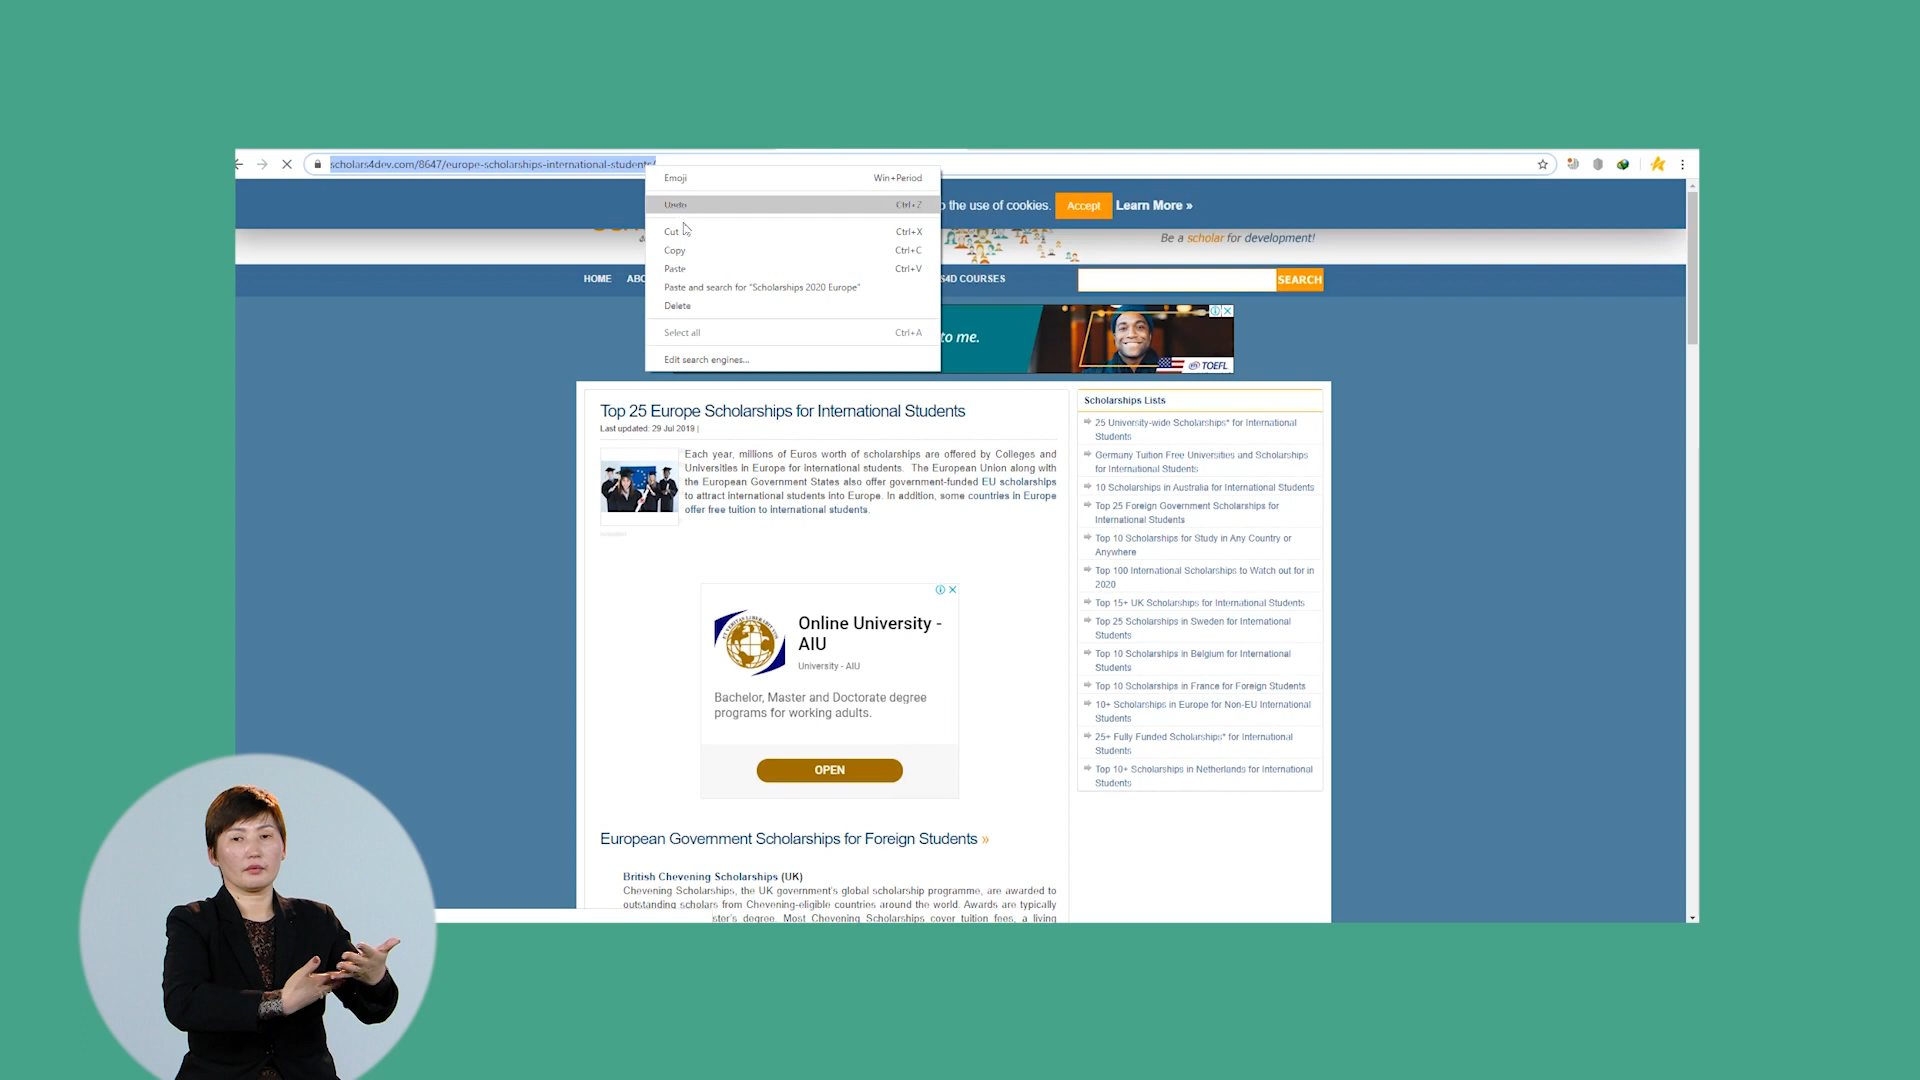 scholars4dev.com/8647/europe-scholarships-international-students/
Emoji Win+Period
Undo Ctrl+Z
Cut Ctrl+X
Copy Ctrl+C
Paste Ctrl+V
Paste and search for “Scholarships 2020 Europe”
Delete
Select all Ctrl+A
Edit search engines...
the use of cookies. Accept Learn More »
Be a scholar for development!
HOME S4D COURSES SEARCH
to me.
TOEFL
Top 25 Europe Scholarships for International Students
Last updated: 29 Jul 2019 |
Each year, millions of Euros worth of scholarships are offered by Colleges and
Universities in Europe for international students. The European Union along with
the European Government States also offer government-funded EU scholarships
to attract international students into Europe. In addition, some countries in Europe
offer free tuition to international students.
Online University -
AIU
University - AIU
Bachelor, Master and Doctorate degree
programs for working adults.
OPEN
European Government Scholarships for Foreign Students »
British Chevening Scholarships (UK)
Chevening Scholarships, the UK government's global scholarship programme, are awarded to
outstanding scholars from Chevening-eligible countries around the world. Awards are typically
ster's degree. Most Chevening Scholarships cover tuition fees, a living
Scholarships Lists
25 University-wide Scholarships* for International
Students
Germany Tuition Free Universities and Scholarships
for International Students
10 Scholarships in Australia for International Students
Top 25 Foreign Government Scholarships for
International Students
Top 10 Scholarships for Study in Any Country or
Anywhere
Top 100 International Scholarships to Watch out for in
2020
Top 15+ UK Scholarships for International Students
Top 25 Scholarships in Sweden for International
Students
Top 10 Scholarships in Belgium for International
Students
Top 10 Scholarships in France for Foreign Students
10+ Scholarships in Europe for Non-EU International
Students
25+ Fully Funded Scholarships* for International
Students
Top 10+ Scholarships in Netherlands for International
Students